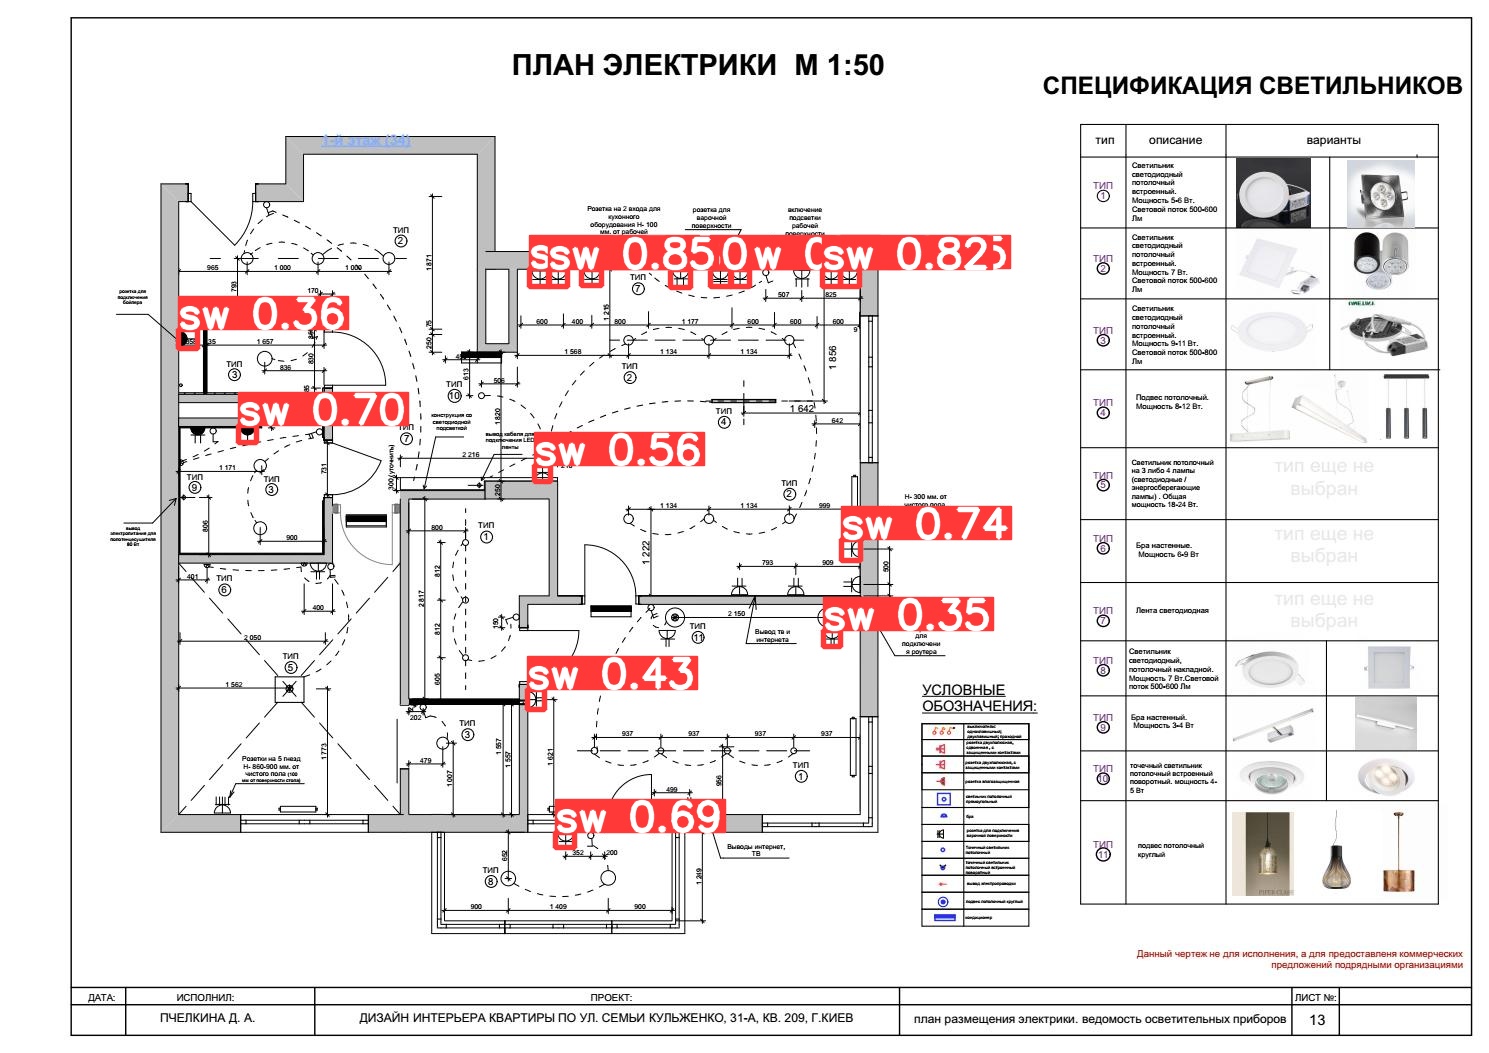 ПЛАН ЭЛЕКТРИКИ М 1:50
СПЕЦИФИКАЦИЯ СВЕТИЛЬНИКОВ
1-й этаж (34)
Розетка на 2 входа для
кухонного
оборудования Н- 100
мм. от рабочей
розетка для
варочной
поверхности
включение
подсветки
рабочей
поверхности
sw 0.85
sw 0.82
ТИП
2
965
1 000
1 000
793
1 871
170
розетка для
подключения
бойлера
sw 0.36
35
1 657
ТИП
3
836
830
75
250
ТИП
7
507
825
1 215
600
400
800
1 177
600
600
600
1 568
1 134
1 134
1 856
613
506
ТИП
10
ТИП
2
1 820
ТИП
4
1 642
642
sw 0.70
ТИП
7
конструкция со
светодиодной
подсветкой
вывод кабеля для
подключения LED
ленты
2 216
300 (уточнить)
250
sw 0.56
1 171
ТИП
9
ТИП
3
731
806
900
вывод
электропитания для
полотенцесушителя
80 Вт
ТИП
2
1 134
1 134
999
Н- 300 мм. от
чистого пола
sw 0.74
500
793
909
1 222
800
ТИП
1
812
812
2 817
605
150
401
ТИП
6
400
2 050
ТИП
5
1 562
1 773
sw 0.35
2 150
ТИП
11
Вывод тв и
интернета
для
подключени
я роутера
sw 0.43
202
ТИП
3
479
1 007
1 557
1 557
1 621
937
937
937
937
ТИП
1
956
499
Розетки на 5 гнезд
Н- 860-900 мм. от
чистого пола (100
мм от поверхности стола)
sw 0.69
Выводы интернет,
ТВ
352
200
662
ТИП
8
1 249
900
1 409
900
УСЛОВНЫЕ
ОБОЗНАЧЕНИЯ:
выключатели:
одноклавишный;
двухклавишный; проходной
розетка двухполюсная,
сдвоенная , с
защищенными контактами
розетка двухполюсная, с
защищенными контактами
розетка влагозащищенная
светильник потолочный
прямоугольный
бра
розетка для подключения
варочной поверхности
Точечный светильник
потолочный
точечный светильник
потолочный встроенный
поворотный
вывод электропроводки
подвес потолочный круглый
кондиционер
тип
описание
варианты
ТИП
1
Светильник
светодиодный
потолочный
встроенный.
Мощность 5-6 Вт.
Световой поток 500-600
Лм
ТИП
2
Светильник
светодиодный
потолочный
встроенный.
Мощность 7 Вт.
Световой поток 500-600
Лм
ТИП
3
Светильник
светодиодный
потолочный
встроенный.
Мощность 9-11 Вт.
Световой поток 500-800
Лм
ТИП
4
Подвес потолочный.
Мощность 8-12 Вт.
ТИП
5
Светильник потолочный
на 3 либо 4 лампы
(светодиодные /
энергосберегающие
лампы) . Общая
мощность 18-24 Вт.
тип еще не
выбран
ТИП
6
Бра настенные.
Мощность 6-9 Вт
тип еще не
выбран
ТИП
7
Лента светодиодная
тип еще не
выбран
ТИП
8
Светильник
светодиодный,
потолочный накладной.
Мощность 7 Вт.Световой
поток 500-600 Лм
ТИП
9
Бра настенный.
Мощность 3-4 Вт
ТИП
10
точечный светильник
потолочный встроенный
поворотный. мощность 4-
5 Вт
ТИП
11
подвес потолочный
круглый
Данный чертеж не для исполнения, а для предоставленя коммерческих
предложений подрядными организациями
ДАТА:
ИСПОЛНИЛ:
ПРОЕКТ:
ЛИСТ №:
ПЧЕЛКИНА Д. А.
ДИЗАЙН ИНТЕРЬЕРА КВАРТИРЫ ПО УЛ. СЕМЬИ КУЛЬЖЕНКО, 31-А, КВ. 209, Г.КИЕВ
план размещения электрики. ведомость осветительных приборов
13